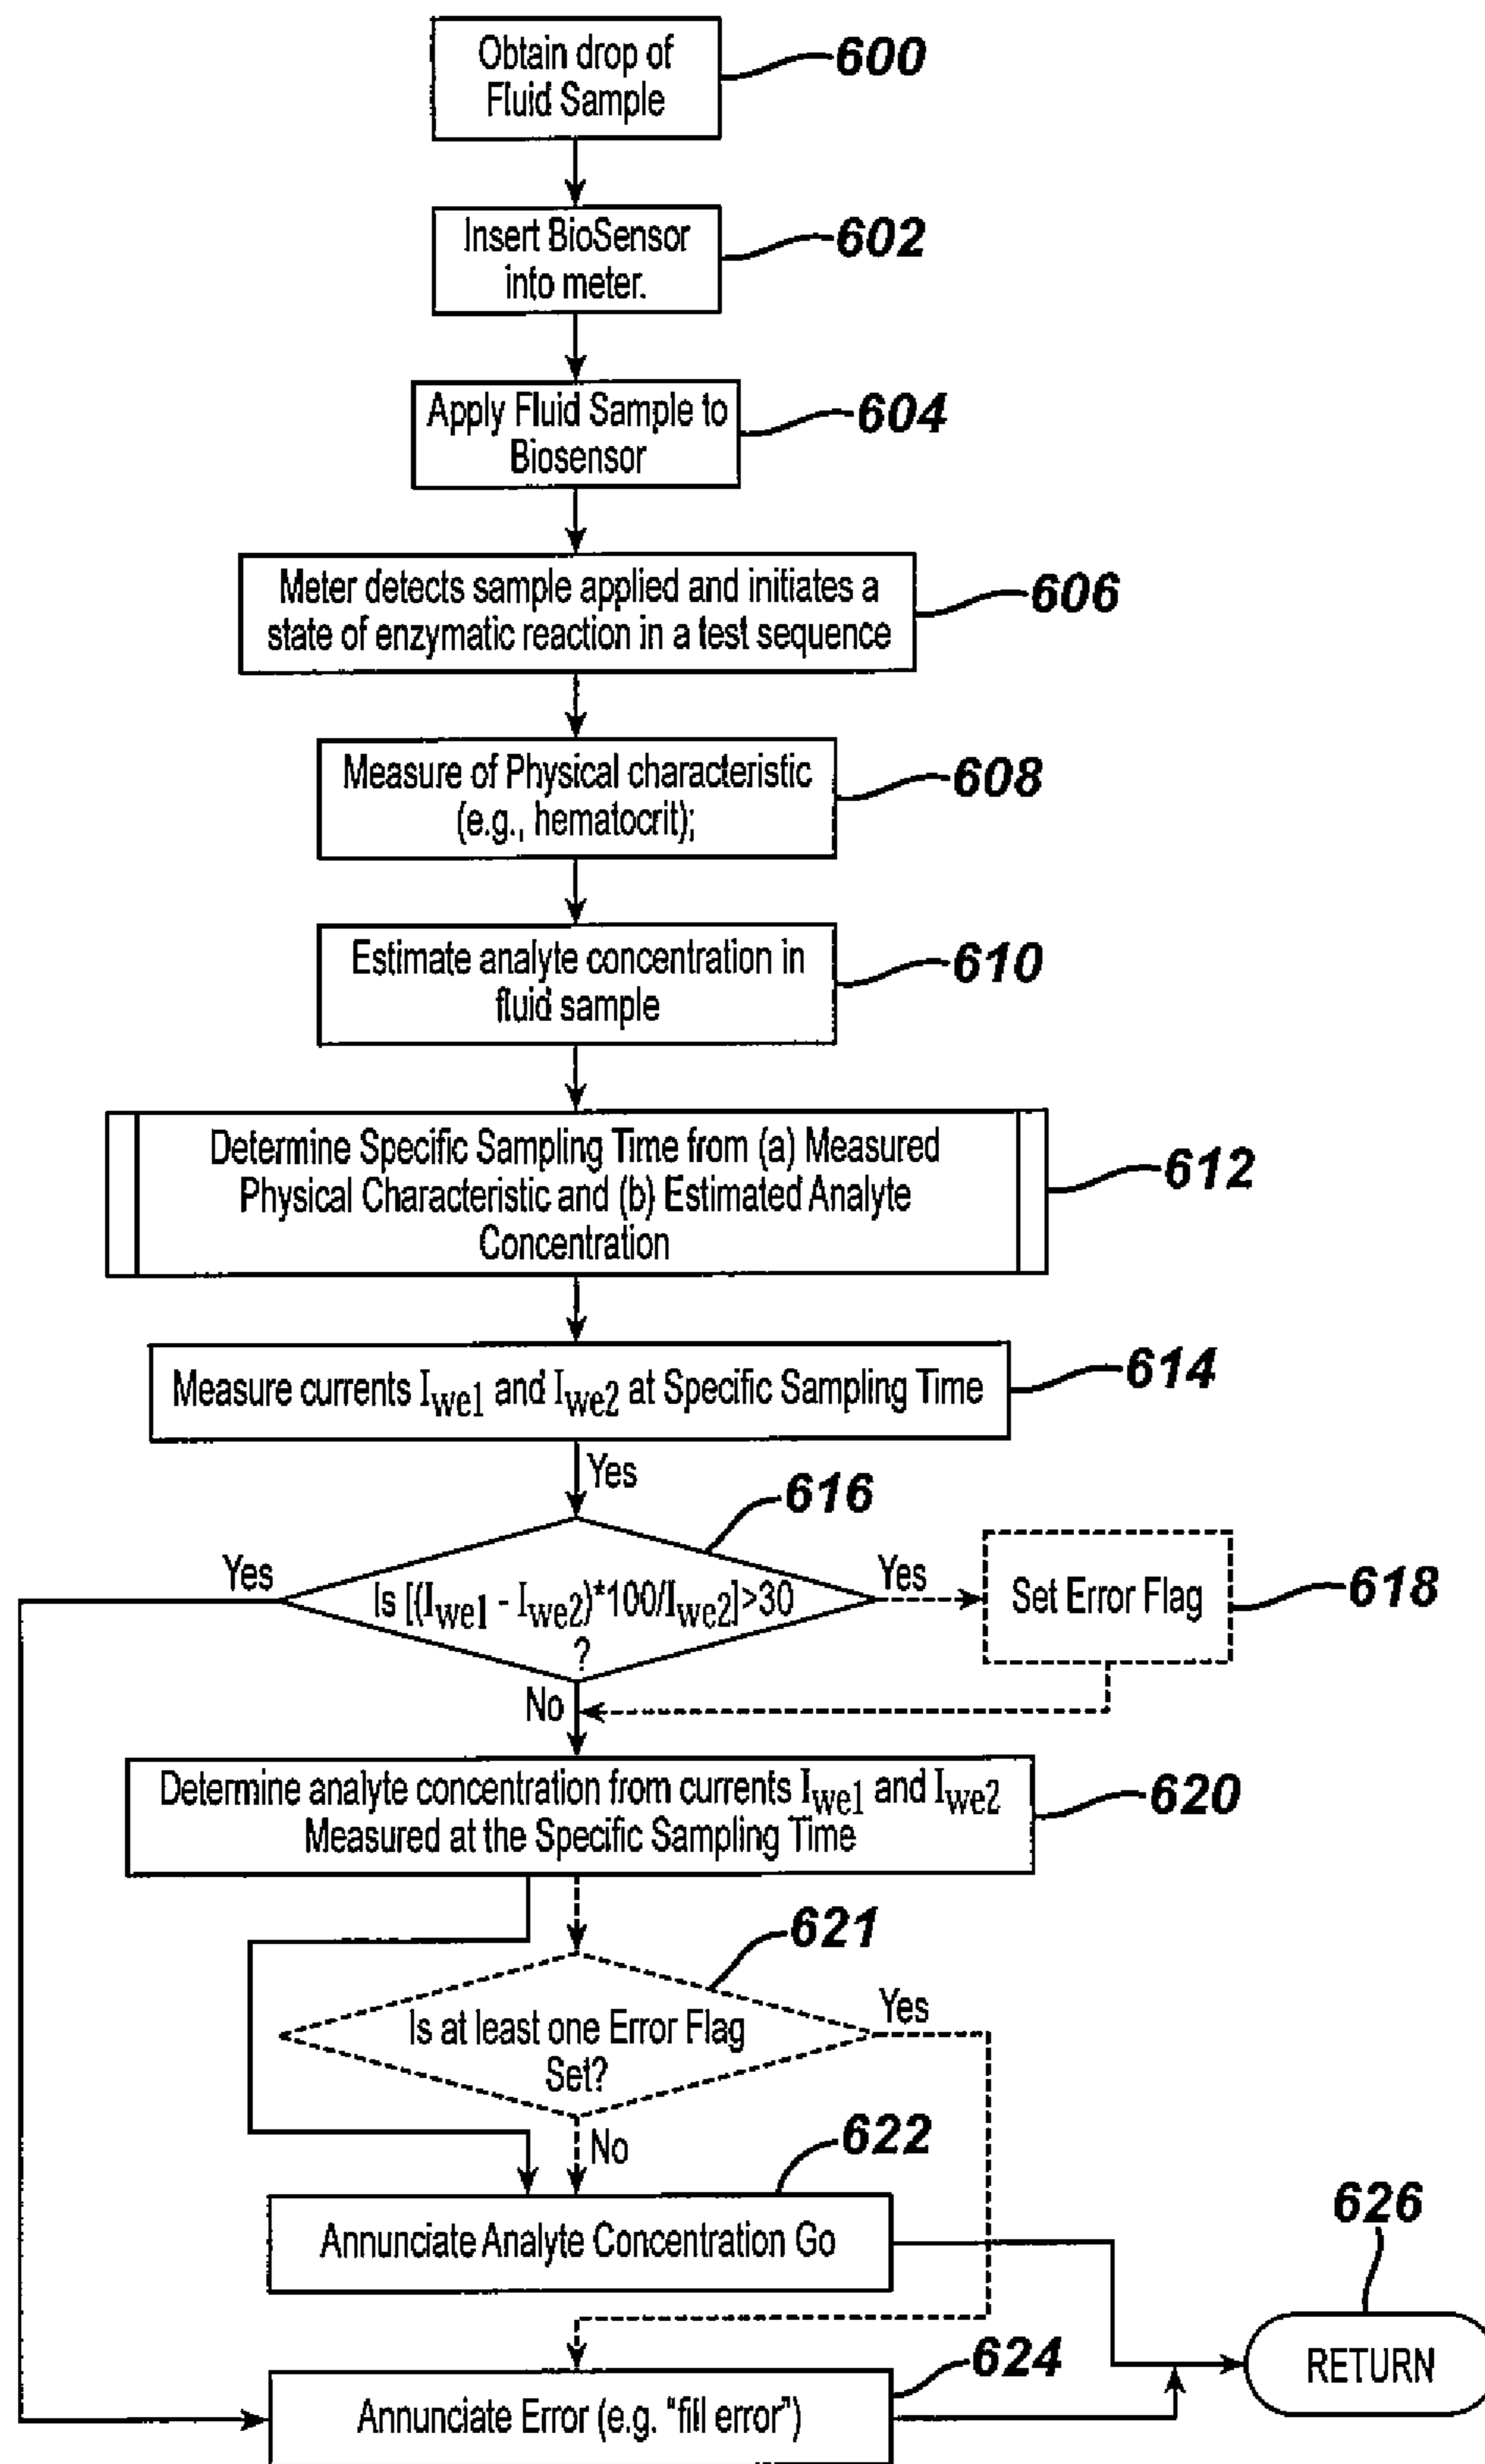 Obtain drop of
Fluid Sample
600
Insert BioSensor
into meter.
602
Apply Fluid Sample to
Biosensor
604
Meter detects sample applied and initiates a
state of enzymatic reaction in a test sequence
606
Measure of Physical characteristic
(e.g., hematocrit);
608
Estimate analyte concentration in
fluid sample
610
Determine Specific Sampling Time from (a) Measured
Physical Characteristic and (b) Estimated Analyte
Concentration
612
Measure currents Iwe1 and Iwe2 at Specific Sampling Time
614
Yes
616
Yes
Is [(Iwe1 - Iwe2)*100/Iwe2]>30
?
Yes
Set Error Flag
618
No
Determine analyte concentration from currents Iwe1 and Iwe2
Measured at the Specific Sampling Time
620
621
Is at least one Error Flag
Set?
Yes
No
622
Annunciate Analyte Concentration Go
626
RETURN
624
Annunciate Error (e.g. "fill error")